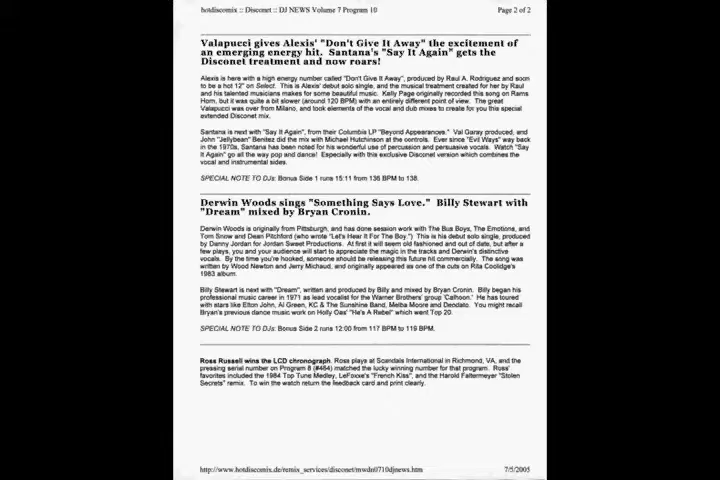 hotdiscomix :: Disconet :: DJ NEWS Volume 7 Program 10 Page 2 of 2
Valapucci gives Alexis' "Don't Give It Away" the excitement of
an emerging energy hit. Santana's "Say It Again" gets the
Disconet treatment and now roars!
Alexis is here with a high energy number called "Don't Give It Away", produced by Raul A. Rodriguez and soon
to be a hot 12" on Select. This is Alexis' debut solo single, and the musical treatment created for her by Raul
and his talented musicians makes for some beautiful music. Kelly Page originally recorded this song on Rams
Horn, but it was quite a bit slower (around 120 BPM) with an entirely different point of view. The great
Valapucci was over from Milano, and took elements of the vocal and dub mixes to create for you this special
extended Disconet mix.
Santana is next with "Say It Again", from their Columbia LP "Beyond Appearances." Val Garay produced, and
John "Jellybean" Benitez did the mix with Michael Hutchinson at the controls. Ever since "Evil Ways" way back
in the 1970s, Santana has been noted for his wonderful use of percussion and persuasive vocals. Watch "Say
It Again" go all the way pop and dance! Especially with this exclusive Disconet version which combines the
vocal and instrumental sides.
SPECIAL NOTE TO DJs: Bonus Side 1 runs 15:11 from 136 BPM to 138.
Derwin Woods sings "Something Says Love." Billy Stewart with
"Dream" mixed by Bryan Cronin.
Derwin Woods is originally from Pittsburgh, and has done session work with The Bus Boys, The Emotions, and
Tom Snow and Dean Pitchford (who wrote "Let's Hear It For The Boy.") This is his debut solo single, produced
by Danny Jordan for Jordan Sweet Productions. At first it will seem old fashioned and out of date, but after a
few plays, you and your audience will start to appreciate the magic in the tracks and Derwin's distinctive
vocals. By the time you're hooked, someone should be releasing this future hit commercially. The song was
written by Wood Newton and Jerry Michaud, and originally appeared as one of the cuts on Rita Coolidge's
1983 album.
Billy Stewart is next with "Dream", written and produced by Billy and mixed by Bryan Cronin. Billy began his
professional music career in 1971 as lead vocalist for the Warner Brothers' group 'Calhoon.' He has toured
with stars like Elton John, Al Green, KC & The Sunshine Band, Melba Moore and Deodato. You might recall
Bryan's previous dance music work on Holly Oas' "He's A Rebel" which went Top 20.
SPECIAL NOTE TO DJs: Bonus Side 2 runs 12:00 from 117 BPM to 119 BPM.
Ross Russell wins the LCD chronograph. Ross plays at Scandals International in Richmond, VA, and the
pressing serial number on Program 8 (#464) matched the lucky winning number for that program. Ross'
favorites included the 1984 Top Tune Medley, LeFoxxe's "French Kiss", and the Harold Faltermeyer "Stolen
Secrets" remix. To win the watch return the feedback card and print clearly.
http://www.hotdiscomix.de/remix_services/disconet/mwdn0710djnews.htm 7/5/2005